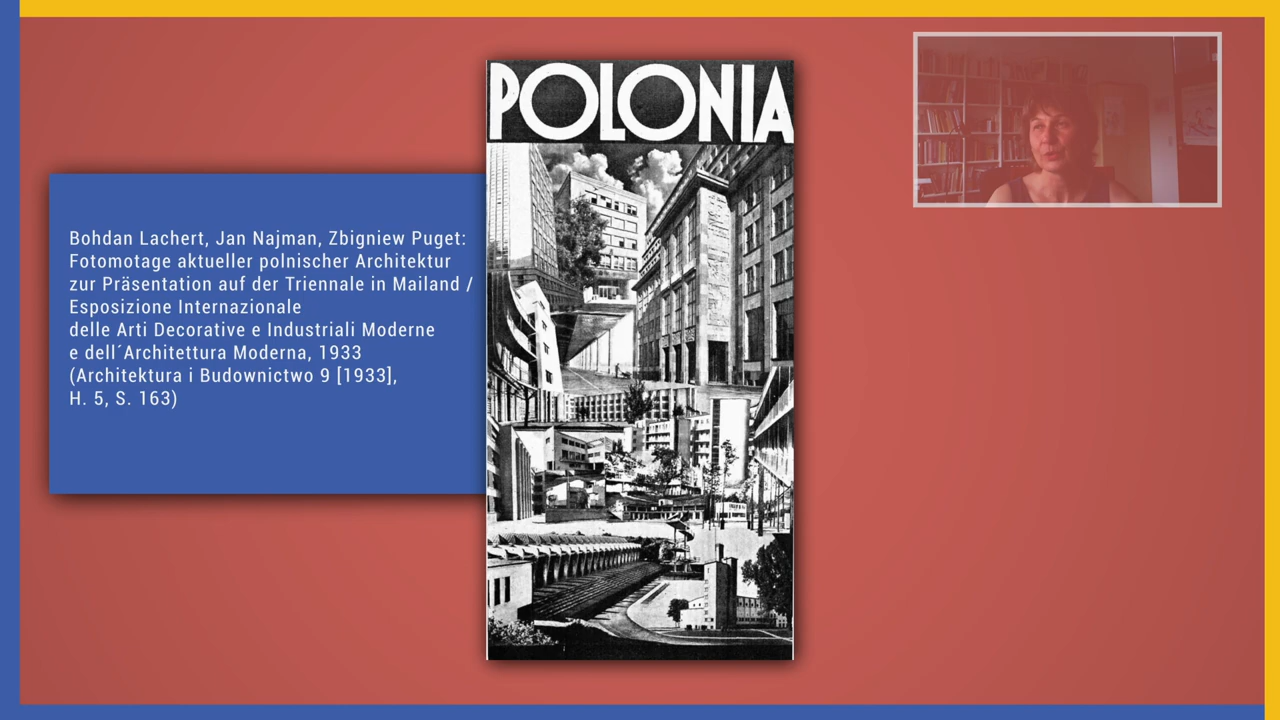 POLONIA
Bohdan Lachert, Jan Najman, Zbigniew Puget:
Fotomotage aktueller polnischer Architektur
zur Präsentation auf der Triennale in Mailand /
Esposizione Internazionale
delle Arti Decorative e Industriali Moderne
e dell´Architettura Moderna, 1933
(Architektura i Budownictwo 9 [1933],
H. 5, S. 163)